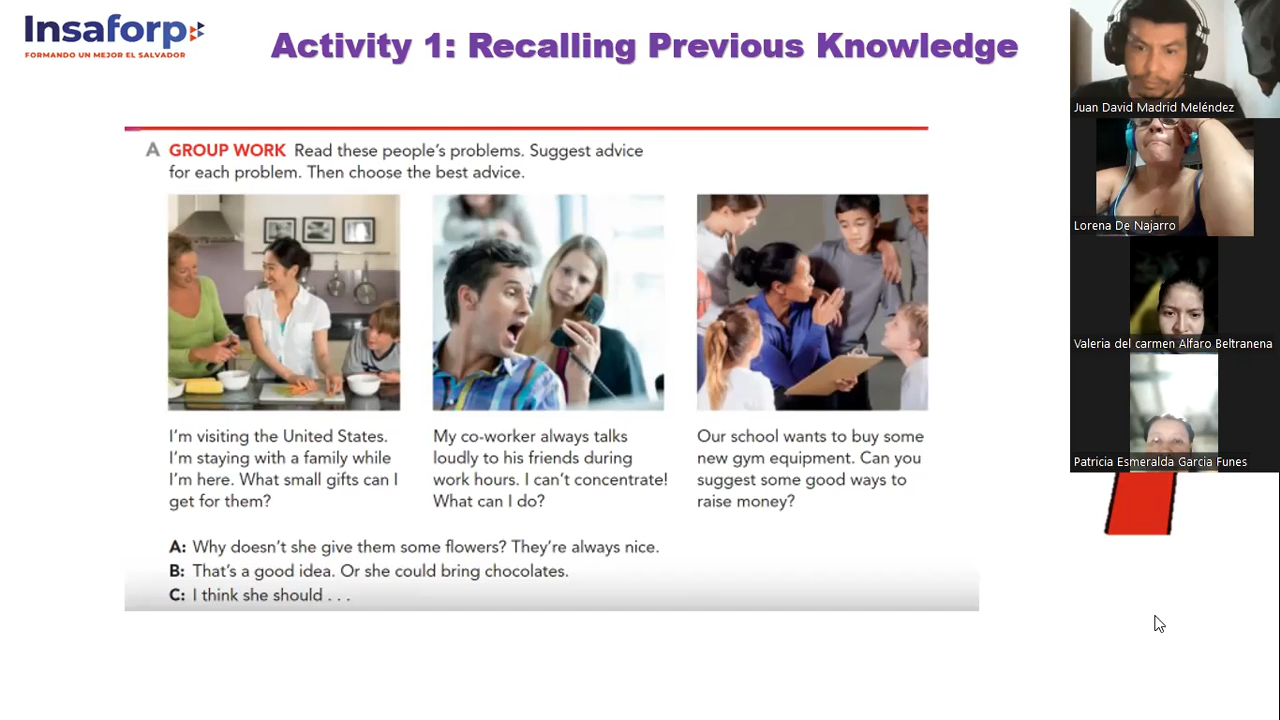 Insaforp
FORMANDO UN MEJOR EL SALVADOR
Activity 1: Recalling Previous Knowledge
A GROUP WORK Read these people's problems. Suggest advice
for each problem. Then choose the best advice.
I'm visiting the United States.
I'm staying with a family while
I'm here. What small gifts can I
get for them?
My co-worker always talks
loudly to his friends during
work hours. I can't concentrate!
What can I do?
Our school wants to buy some
new gym equipment. Can you
suggest some good ways to
raise money?
A: Why doesn't she give them some flowers? They're always nice.
B: That's a good idea. Or she could bring chocolates.
C: I think she should . . .
Juan David Madrid Meléndez
Lorena De Najarro
Valeria del carmen Alfaro Beltranena
Patricia Esmeralda Garcia Funes